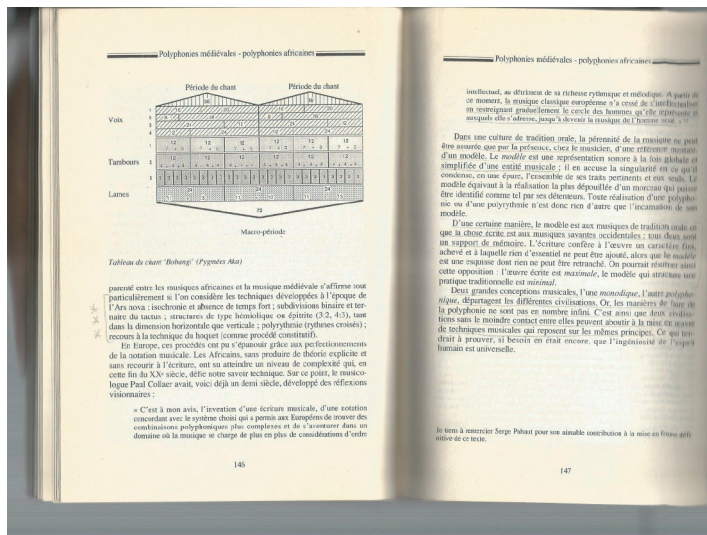 Polyphonies médiévales - polyphonies africaines
Période du chant Période du chant
36 36
Voix
Tambours
12 12 12 12
7 + 5 7 + 5 7 + 5 7 + 5
12 12 12 12
Lames
24 24 24
72
Macro-période
Tableau du chant 'Bobangi' (Pygmées Aka)
parenté entre les musiques africaines et la musique médiévale s'affirme tout
particulièrement si l'on considère les techniques développées à l'époque de
l'Ars nova : isochronie et absence de temps fort ; subdivisions binaire et ter-
naire du tactus ; structures de type hémiolique ou épitrite (3:2, 4:3), tant
dans la dimension horizontale que verticale ; polyrythmie (rythmes croisés) ;
recours à la technique du hoquet (comme procédé constitutif).
En Europe, ces procédés ont pu s'épanouir grâce aux perfectionnements
de la notation musicale. Les Africains, sans produire de théorie explicite et
sans recourir à l'écriture, ont su atteindre un niveau de complexité qui, en
cette fin du XXe siècle, défie notre savoir technique. Sur ce point, le musico-
logue Paul Collaer avait, voici déjà un demi siècle, développé des réflexions
visionnaires :
« C'est à mon avis, l'invention d'une écriture musicale, d'une notation
concordant avec le système choisi qui a permis aux Européens de trouver des
combinaisons polyphoniques plus complexes et de s'aventurer dans un
domaine où la musique se charge de plus en plus de considérations d'ordre
146
Polyphonies médiévales - polyphonies africaines
intellectuel, au détriment de sa richesse rythmique et mélodique. A partir de
ce moment, la musique classique européenne n'a cessé de s'intellectualiser
en restreignant graduellement le cercle des hommes qu'elle représente et
auxquels elle s'adresse, jusqu'à devenir la musique de l'homme
Dans une culture de tradition orale, la pérennité de la musique ne peut
être assurée que par la présence, chez le musicien, d'une référence mentale,
d'un modèle. Le modèle est une représentation sonore à la fois globale et
simplifiée d'une entité musicale ; il en accuse la singularité en ce qu'il
condense, en une épure, l'ensemble de ses traits pertinents et eux seuls. Le
modèle équivaut à la réalisation la plus dépouillée d'un morceau qui puisse
être identifié comme tel par ses détenteurs. Toute réalisation d'une polypho-
nie ou d'une polyrythmie n'est donc rien d'autre que l'incarnation de son
modèle.
D'une certaine manière, le modèle est aux musiques de tradition orale ce
que la chose écrite est aux musiques savantes occidentales ; tous deux sont
un support de mémoire. L'écriture confère à l'œuvre un caractère fini,
achevé et à laquelle rien d'essentiel ne peut être ajouté, alors que le modèle
est une esquisse dont rien ne peut être retranché. On pourrait résumer ainsi
cette opposition : l'œuvre écrite est maximale, le modèle qui structure une
pratique traditionnelle est minimal.
Deux grandes conceptions musicales, l'une monodique, l'autre polypho-
nique, départagent les différentes civilisations. Or, les manières de faire de
la polyphonie ne sont pas en nombre infini. C'est ainsi que deux civilisa-
tions sans le moindre contact entre elles peuvent aboutir à la mise en œuvre
de techniques musicales qui reposent sur les mêmes principes. Ce qui ten-
drait à prouver, si besoin en était encore, que l'ingéniosité de l'esprit
humain est universelle.
Je tiens à remercier Serge Pahaut pour son aimable contribution à la mise en forme défi-
nitive de ce texte.
147